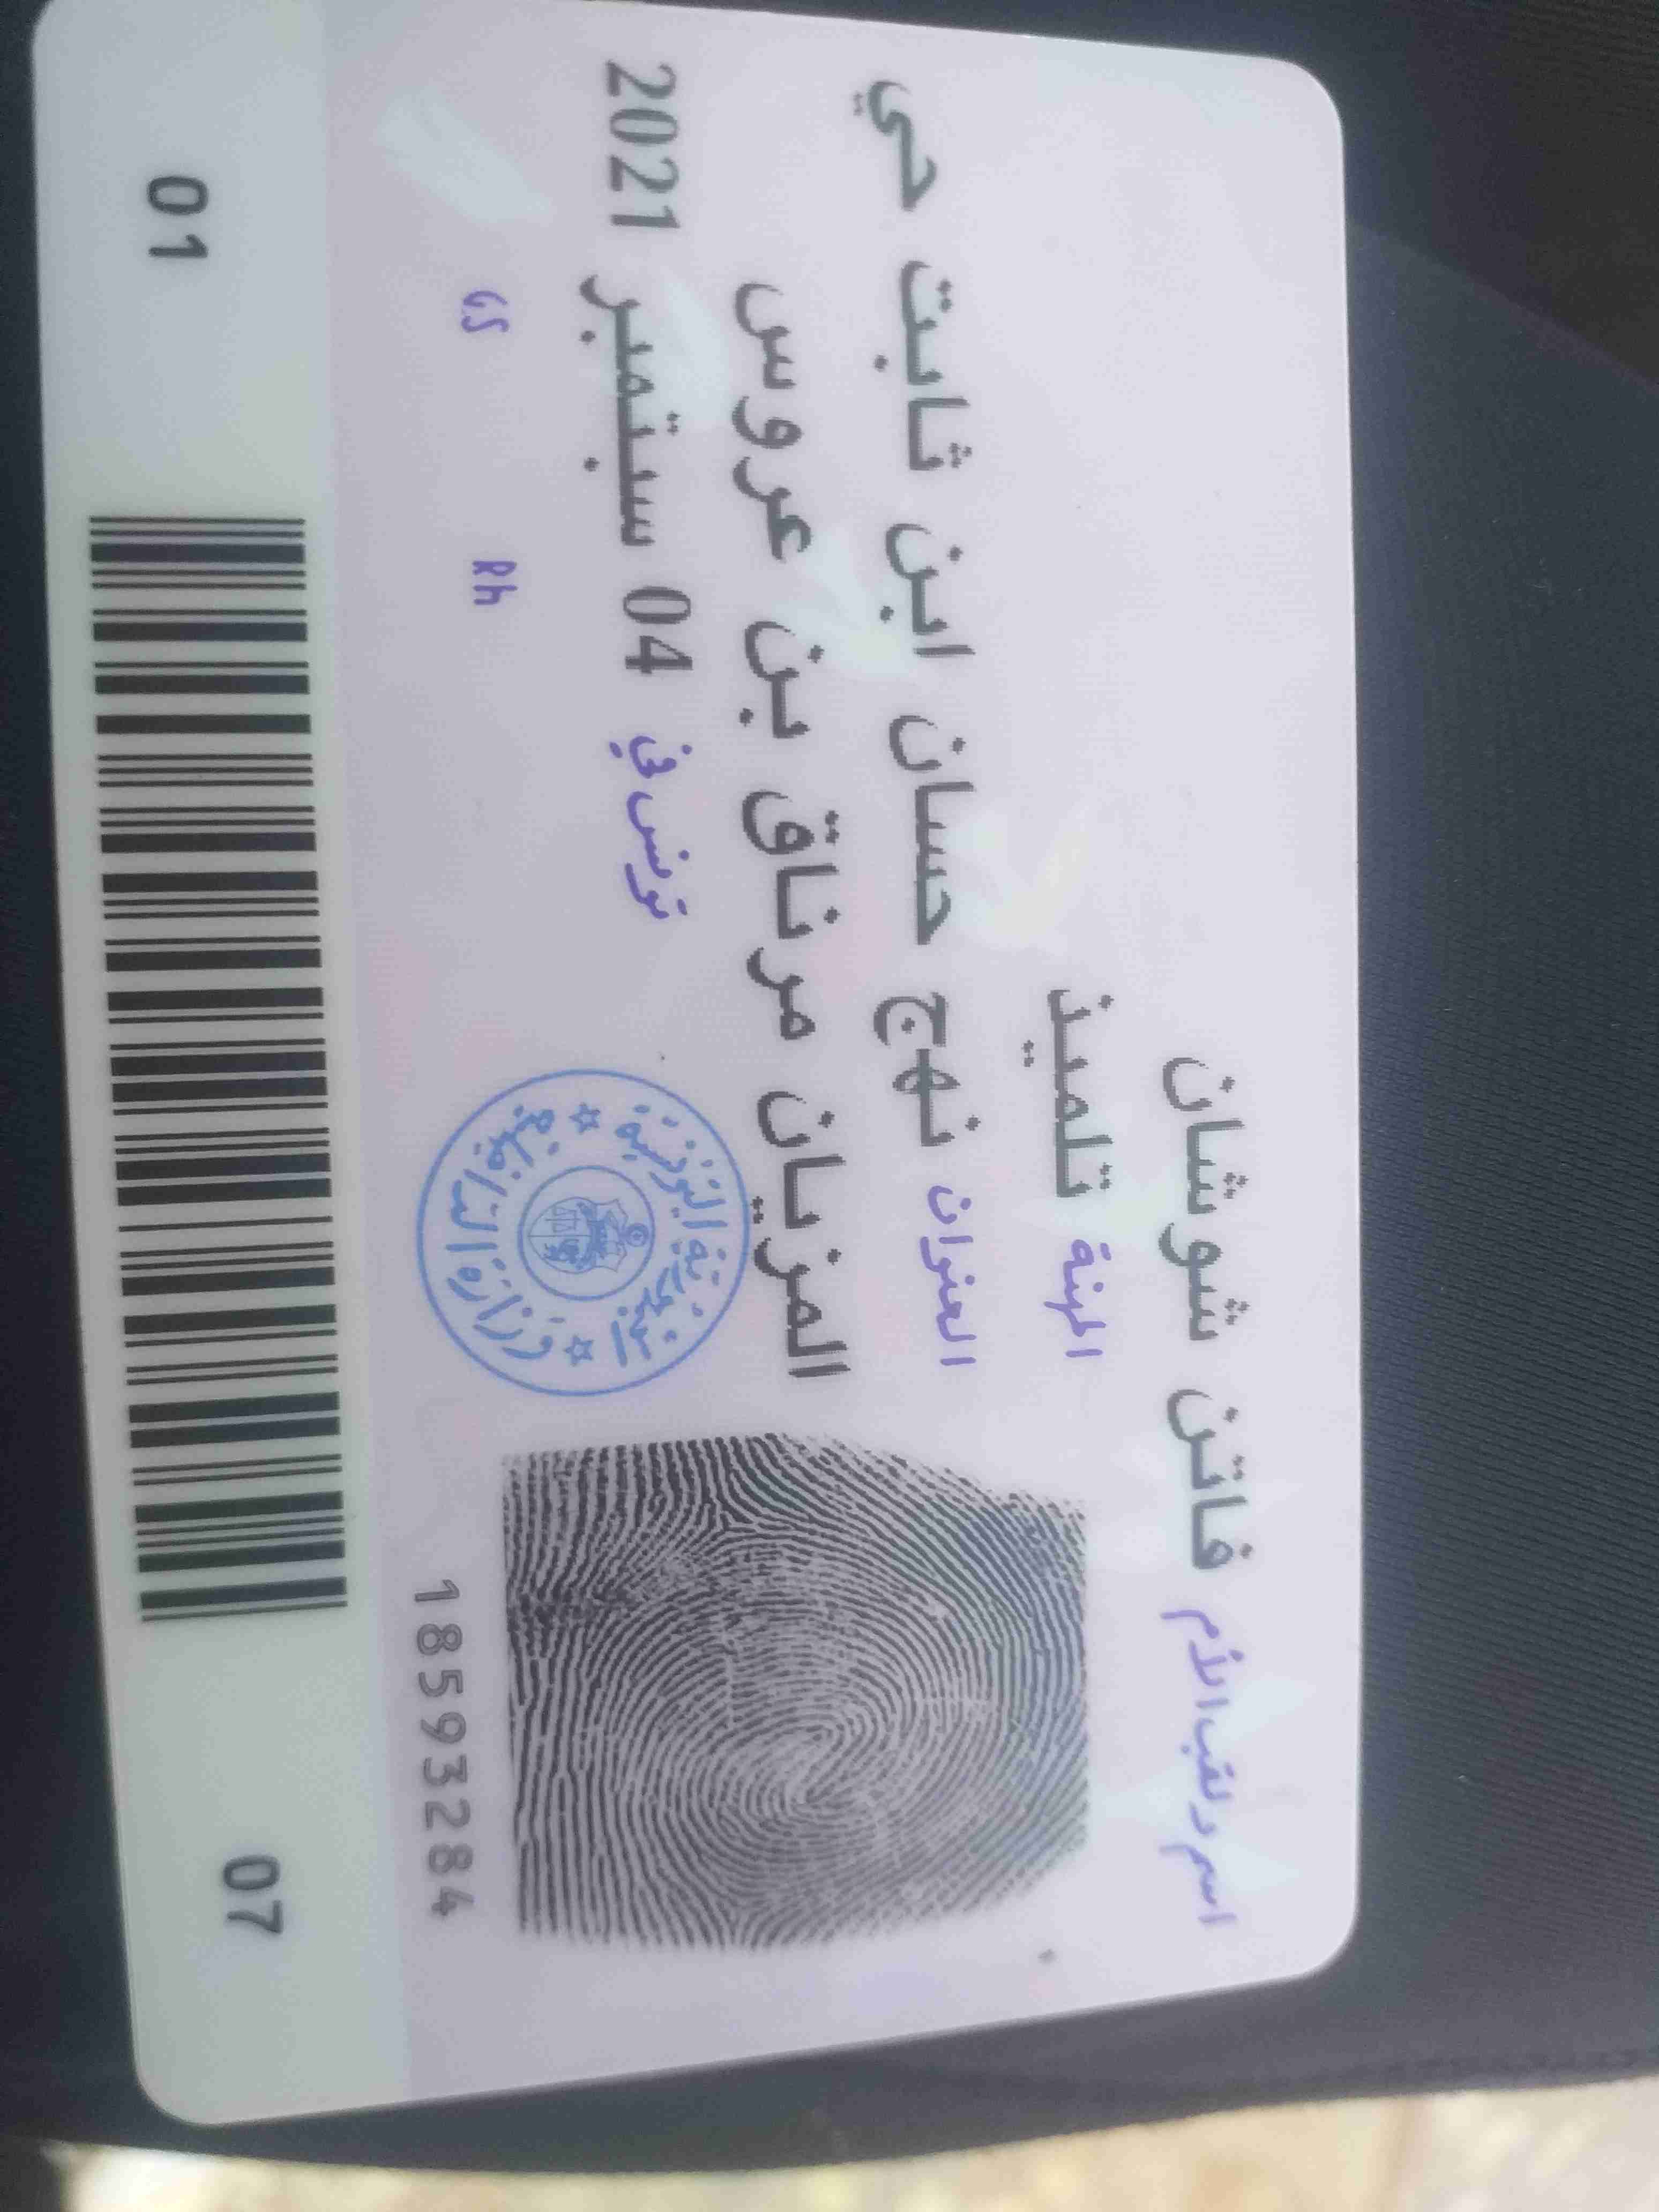 اسم ولقب الأم فاتن شوشان
المهنة تلميذ
العنوان نهج حسان ابن ثابت حي
المزيان مرناق بن عروس
تونس في 04 سبتمبر 2021
GS Rh
الجمهورية التونسية
وزارة الداخلية
18593284
01
07